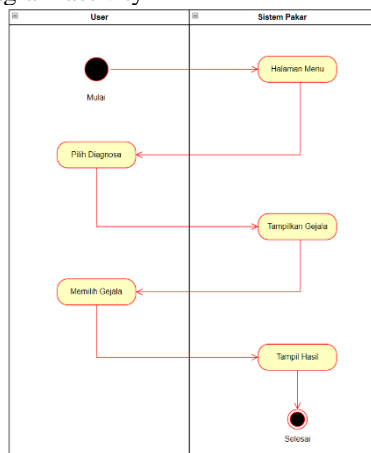 User
Sistem Pakar
Halaman Menu
Mulai
Pilih Diagnosa
Tampilkan Gejala
Memilih Gejala
Tampil Hasil
Selesai